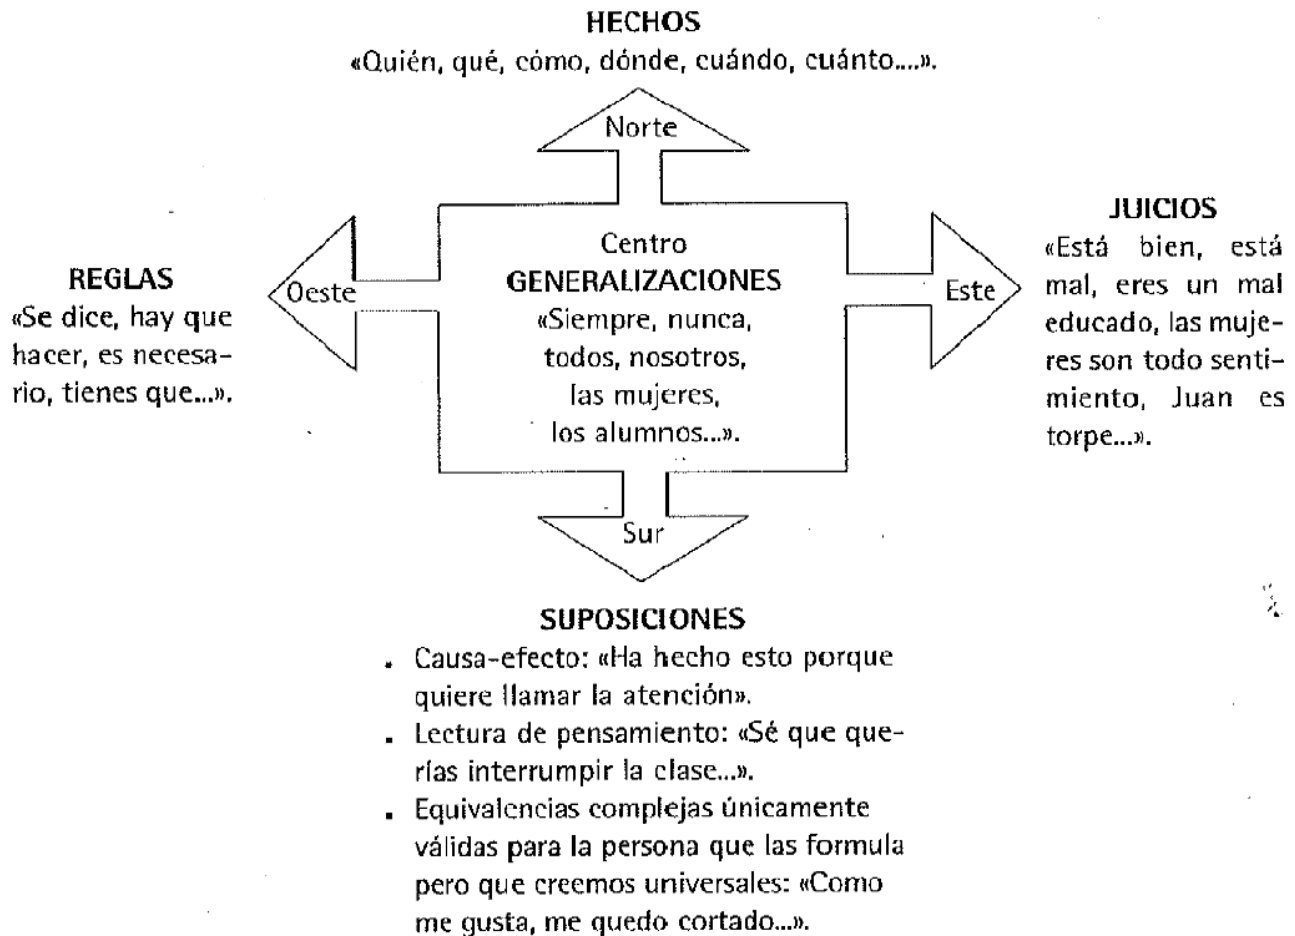 HECHOS
«Quién, qué, cómo, dónde, cuándo, cuánto....».
Norte
REGLAS
«Se dice, hay que
hacer, es necesa-
rio, tienes que...».
Oeste
Centro
GENERALIZACIONES
«Siempre, nunca,
todos, nosotros,
las mujeres,
los alumnos...».
Este
JUICIOS
«Está bien, está
mal, eres un mal
educado, las muje-
res son todo senti-
miento, Juan es
torpe...».
Sur
SUPOSICIONES
▪ Causa-efecto: «Ha hecho esto porque
quiere llamar la atención».
▪ Lectura de pensamiento: «Sé que que-
rías interrumpir la clase...».
▪ Equivalencias complejas únicamente
válidas para la persona que las formula
pero que creemos universales: «Como
me gusta, me quedo cortado...».